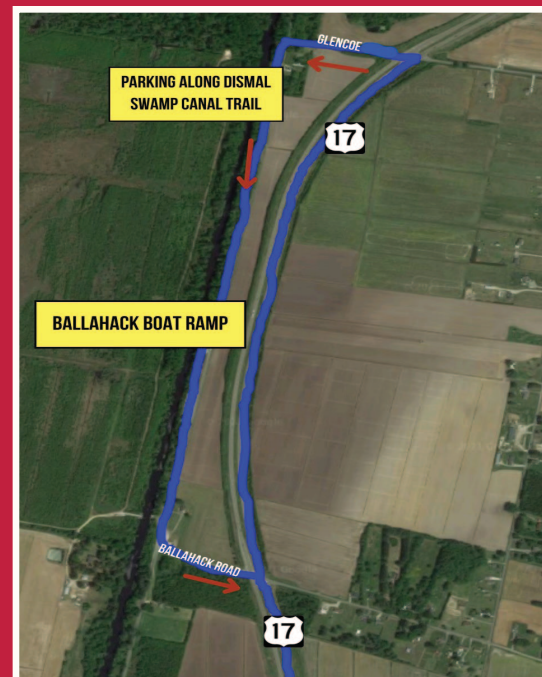 GLENCOE
PARKING ALONG DISMAL
SWAMP CANAL TRAIL
17
BALLAHACK BOAT RAMP
BALLAHACK ROAD
17